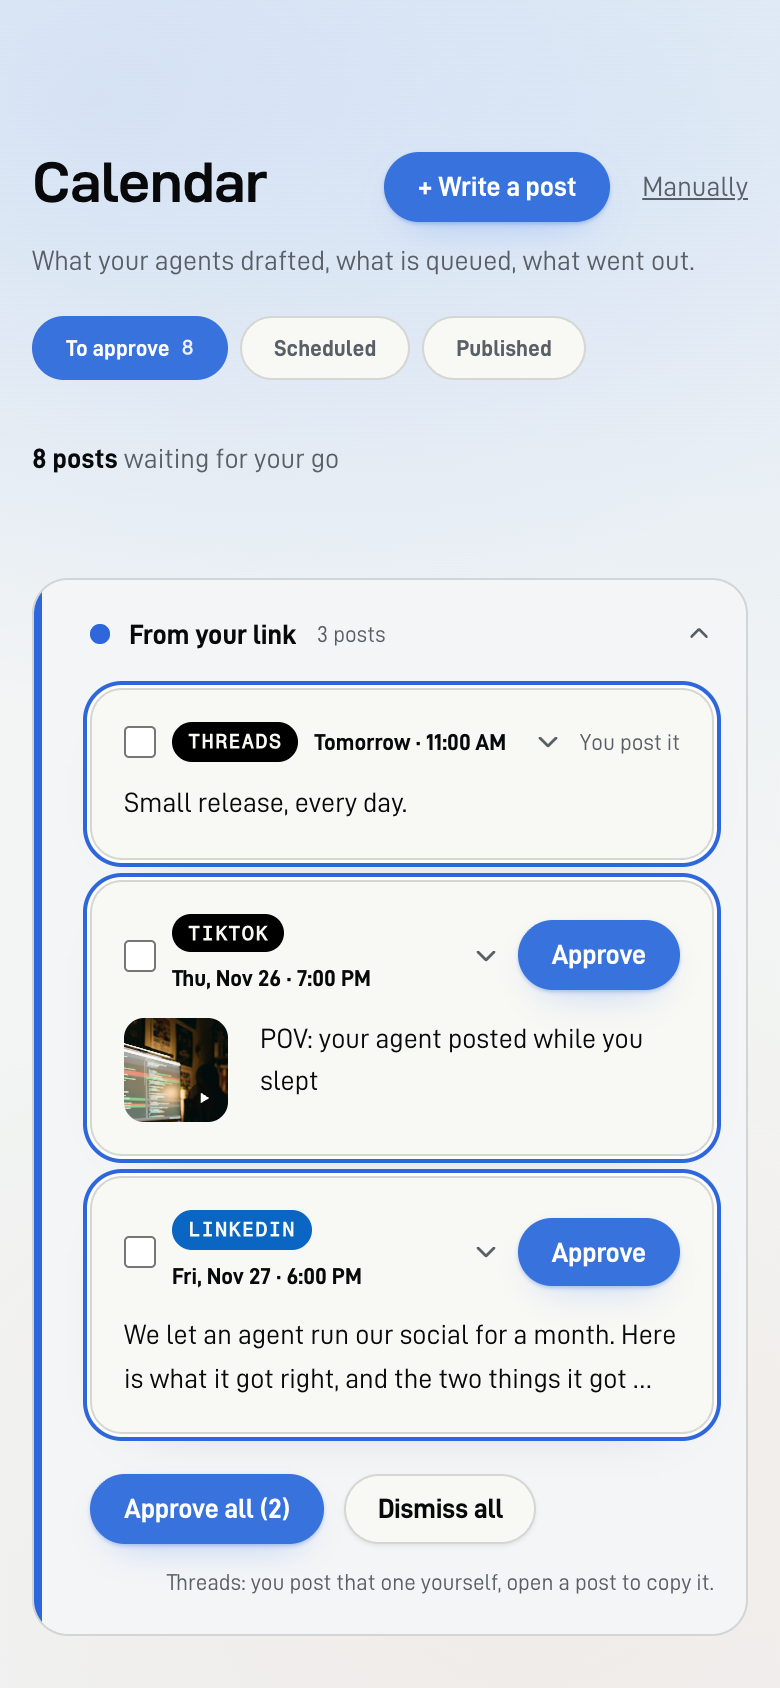 Calendar
+ Write a post
Manually
What your agents drafted, what is queued, what went out.
To approve 8
Scheduled
Published
8 posts waiting for your go
From your link 3 posts
THREADS Tomorrow · 11:00 AM You post it
Small release, every day.
TIKTOK
Thu, Nov 26 · 7:00 PM
Approve
POV: your agent posted while you
slept
LINKEDIN
Fri, Nov 27 · 6:00 PM
Approve
We let an agent run our social for a month. Here
is what it got right, and the two things it got ...
Approve all (2)
Dismiss all
Threads: you post that one yourself, open a post to copy it.